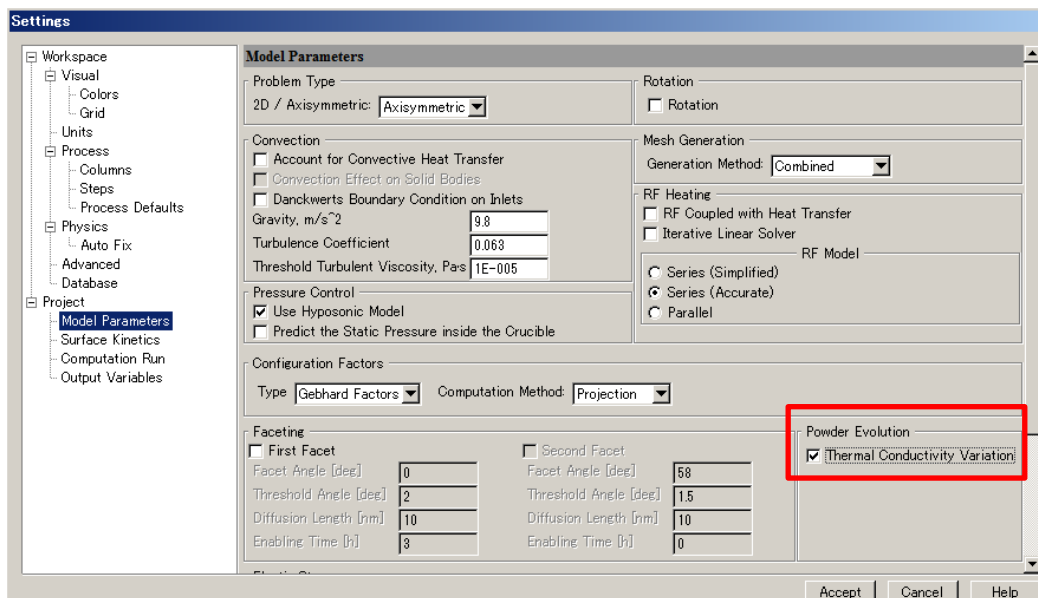 Settings
Workspace
Visual
Colors
Grid
Units
Process
Columns
Steps
Process Defaults
Physics
Auto Fix
Advanced
Database
Project
Model Parameters
Surface Kinetics
Computation Run
Output Variables
Model Parameters
Problem Type
2D / Axisymmetric: Axisymmetric
Rotation
Rotation
Convection
Account for Convective Heat Transfer
Convection Effect on Solid Bodies
Danckwerts Boundary Condition on Inlets
Gravity, m/s^2 9.8
Turbulence Coefficient 0.063
Threshold Turbulent Viscosity, Pa·s 1E-005
Mesh Generation
Generation Method: Combined
RF Heating
RF Coupled with Heat Transfer
Iterative Linear Solver
RF Model
Series (Simplified)
Series (Accurate)
Parallel
Pressure Control
Use Hyposonic Model
Predict the Static Pressure inside the Crucible
Configuration Factors
Type Gebhard Factors Computation Method: Projection
Faceting
First Facet
Facet Angle [deg] 0
Threshold Angle [deg] 2
Diffusion Length [nm] 10
Enabling Time [h] 3
Second Facet
Facet Angle [deg] 58
Threshold Angle [deg] 1.5
Diffusion Length [nm] 10
Enabling Time [h] 0
Powder Evolution
Thermal Conductivity Variation
Accept Cancel Help